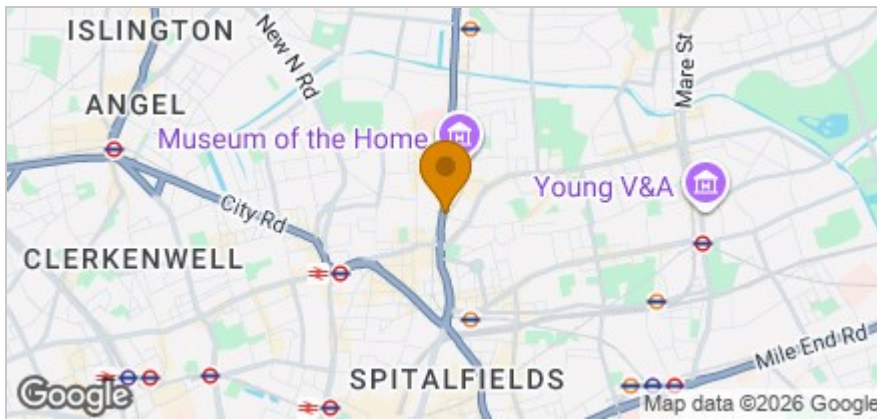 ISLINGTON
New N Rd
Mare St
ANGEL
Museum of the Home
Young V&A
City Rd
CLERKENWELL
Mile End Rd
SPITALFIELDS
Google
Map data ©2026 Google